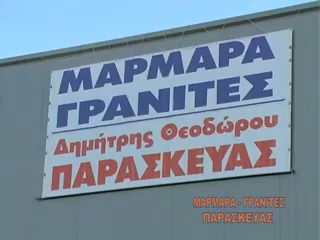 ΜΑΡΜΑΡΑ
ΓΡΑΝΙΤΕΣ
Δημήτρης Θεοδώρου
ΠΑΡΑΣΚΕΥΑΣ
ΜΑΡΜΑΡΑ - ΓΡΑΝΙΤΕΣ
ΠΑΡΑΣΚΕΥΑΣ